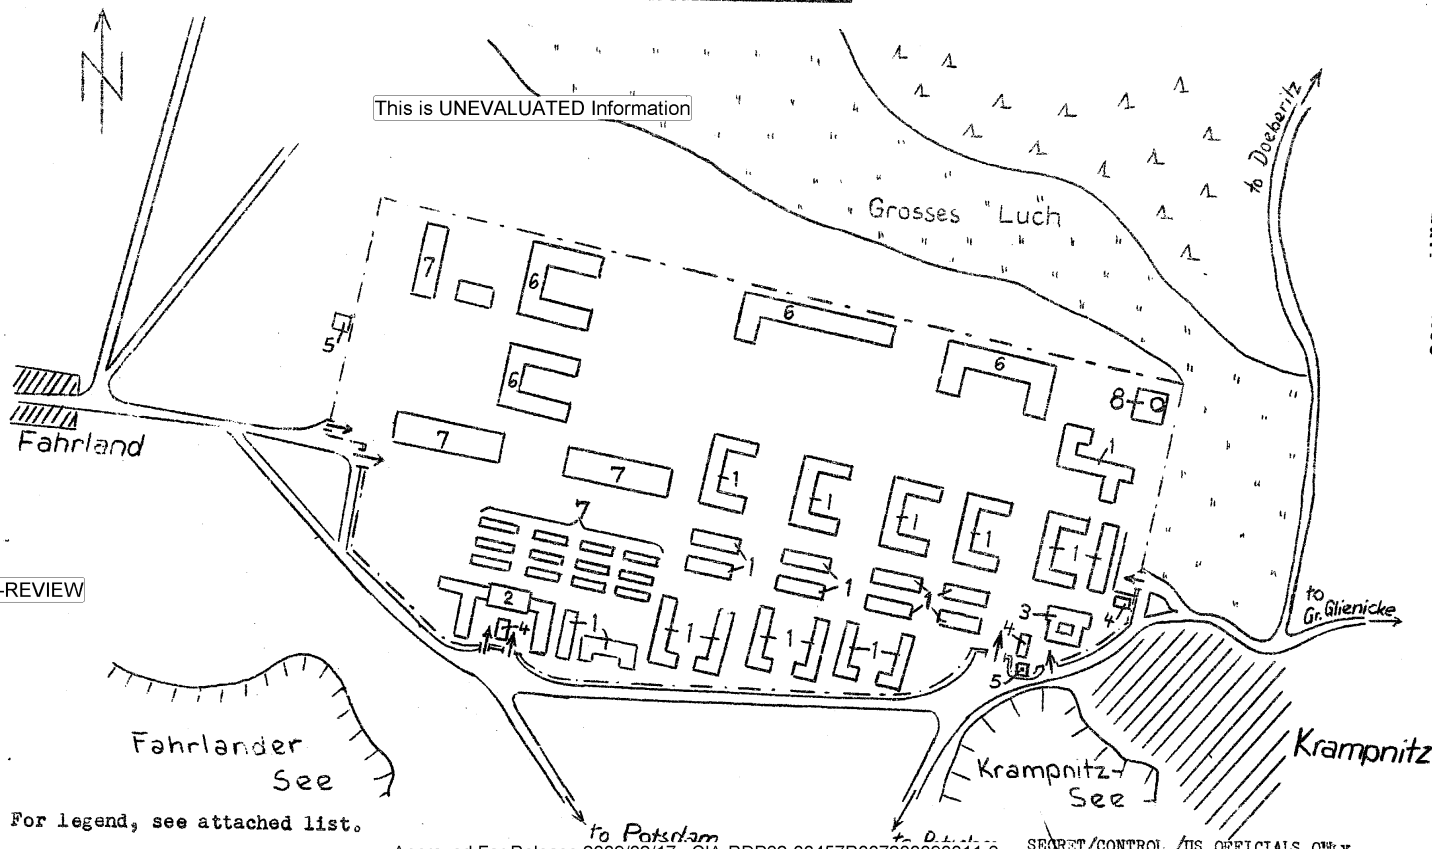 N
This is UNEVALUATED Information
to Doeberitz
Grosses Luch
7
6
6
5
6
6
8
Fahrland
7
7
1
1
1
1
1
1
7
1
1
1
1
-REVIEW
2
4
1
1
1
1
3
4
4
5
to
Gr. Glienicke
Fahrlander
See
Krampnitz-
See
Krampnitz
For legend, see attached list.
to Potsdam
to Potsdam
SECRET/CONTROL/US OFFICIALS ONLY